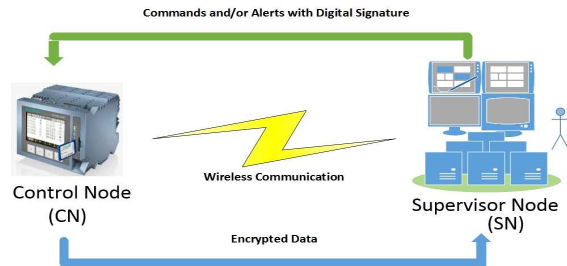 Commands and/or Alerts with Digital Signature
Wireless Communication
Control Node
(CN)
Supervisor Node
(SN)
Encrypted Data